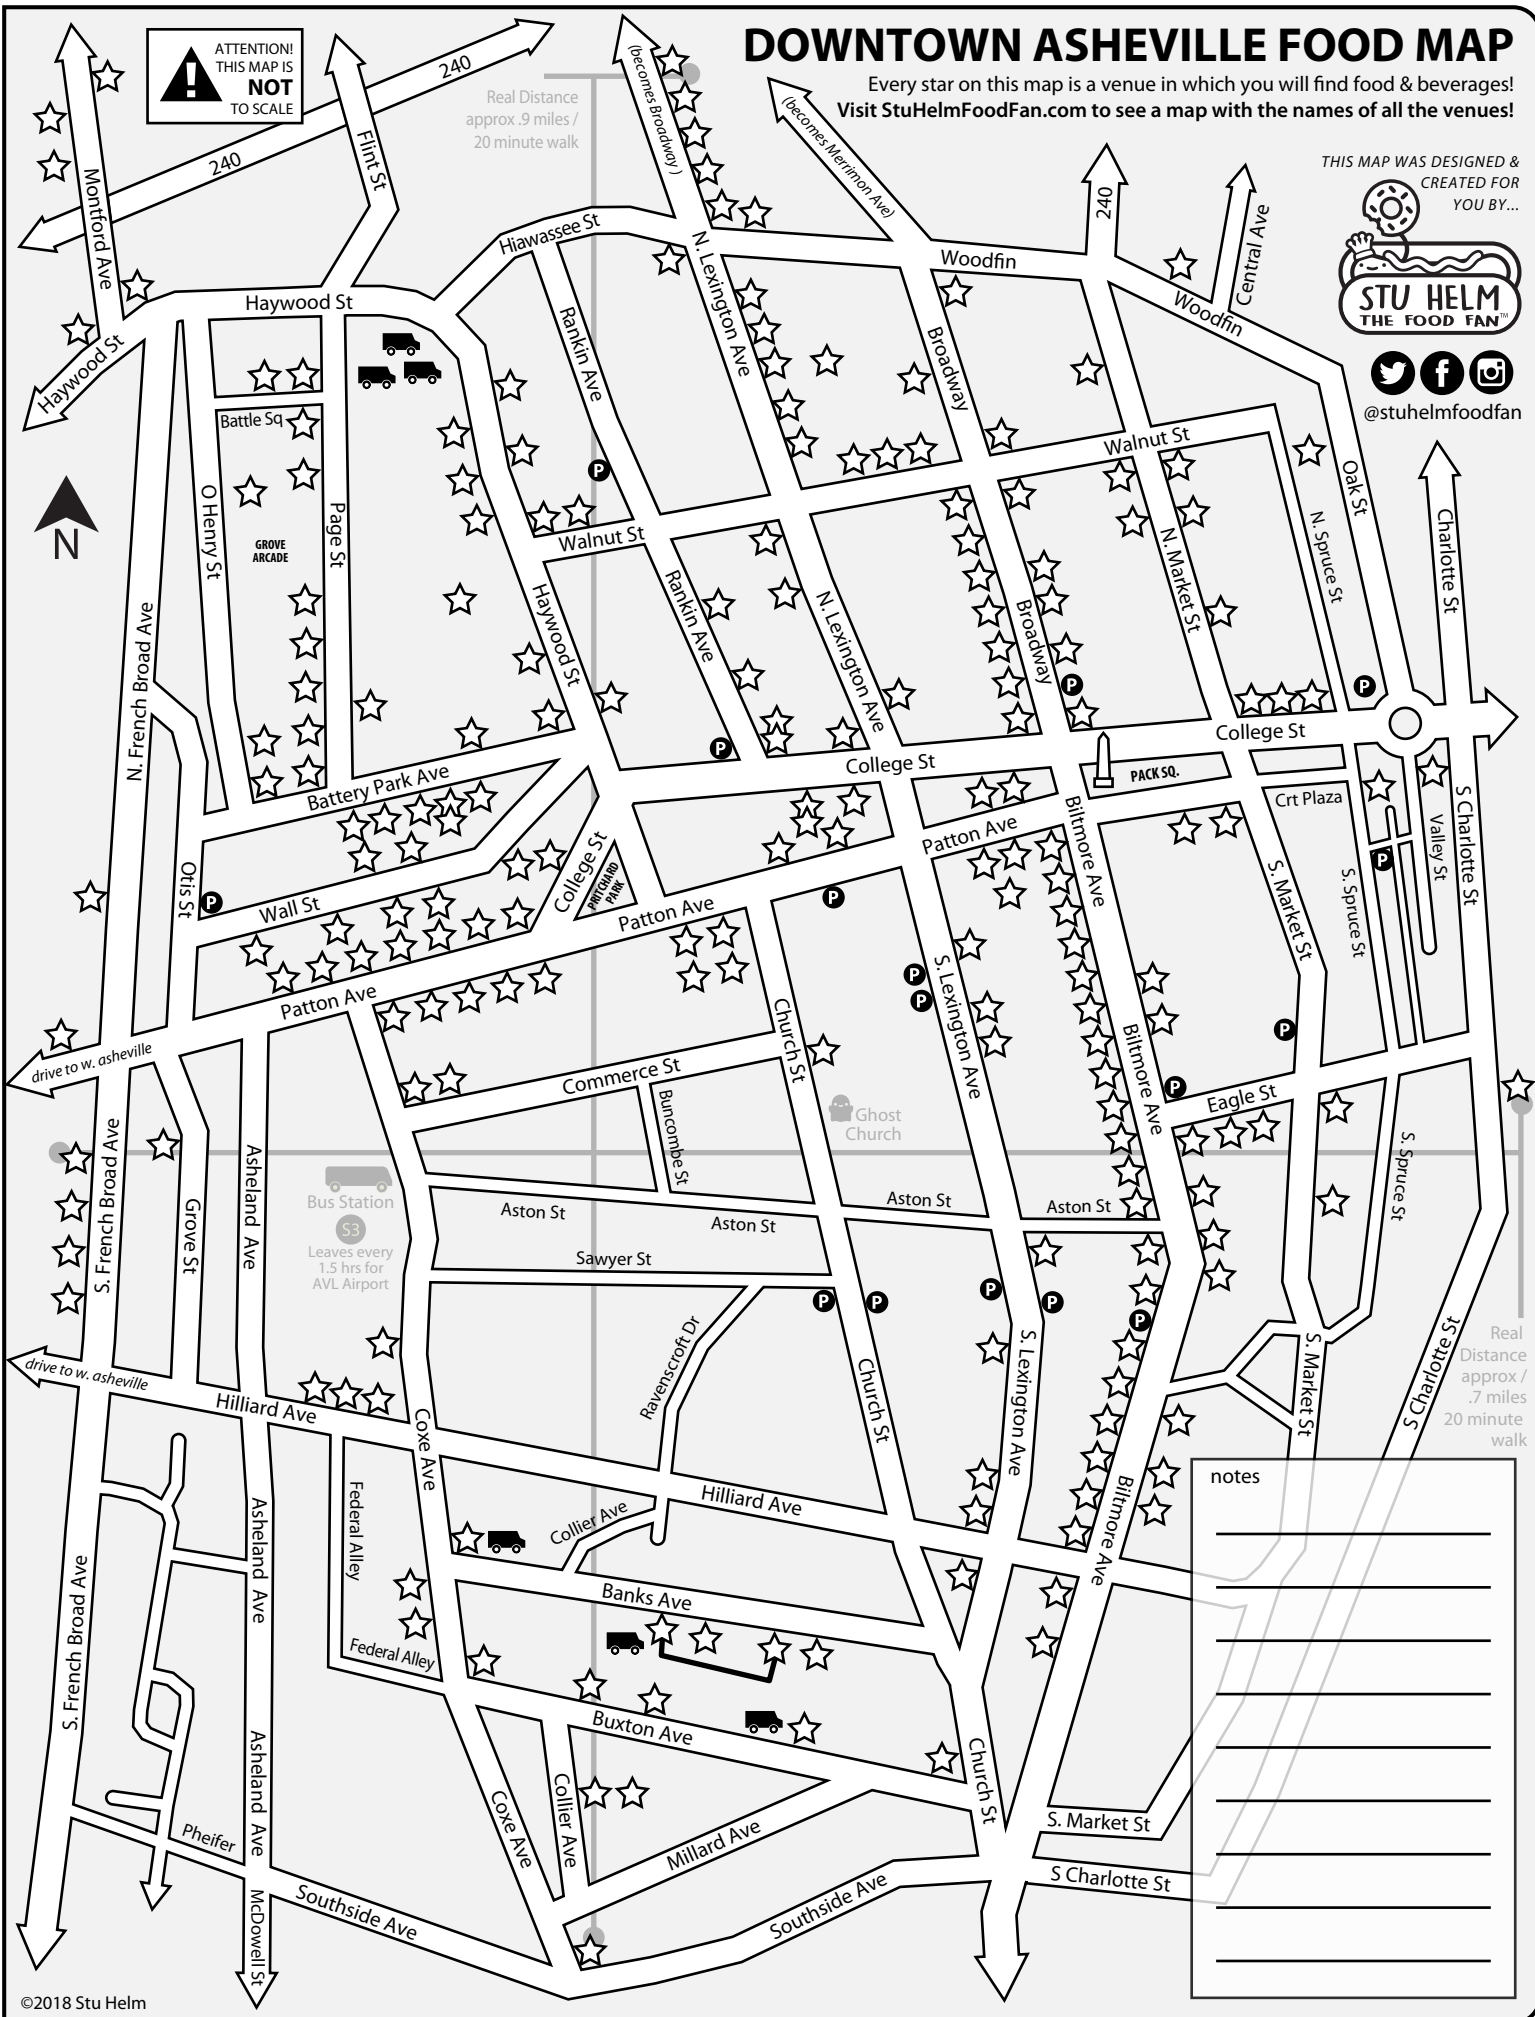 DOWNTOWN ASHEVILLE FOOD MAP
Every star on this map is a venue in which you will find food & beverages!
Visit StuHelmFoodFan.com to see a map with the names of all the venues!
ATTENTION!
THIS MAP IS
NOT
TO SCALE
THIS MAP WAS DESIGNED &
CREATED FOR
YOU BY...
STU HELM
THE FOOD FAN™
@stuhelmfoodfan
Real Distance
approx .9 miles /
20 minute walk
240
240
240
Flint St
Montford Ave
(becomes Broadway)
(becomes Merrimon Ave)
Central Ave
Hiawassee St
Woodfin
Woodfin
Haywood St
Haywood St
N. Lexington Ave
Rankin Ave
Broadway
Battle Sq
Walnut St
Oak St
Charlotte St
N
O Henry St
GROVE
ARCADE
Page St
P
Walnut St
N. Market St
N. Spruce St
N. French Broad Ave
Haywood St
Rankin Ave
N. Lexington Ave
Broadway
P
P
P
College St
College St
PACK SQ.
Crt Plaza
Battery Park Ave
Patton Ave
Biltmore Ave
S. Market St
S. Spruce St
Valley St
S Charlotte St
P
Otis St
P
Wall St
College St
PRITCHARD
PARK
Patton Ave
P
Patton Ave
Church St
P
P
S. Lexington Ave
Biltmore Ave
P
P
drive to w. asheville
Commerce St
Buncombe St
Ghost
Church
Eagle St
S. Spruce St
S. French Broad Ave
Grove St
Asheland Ave
Bus Station
S3
Leaves every
1.5 hrs for
AVL Airport
Aston St
Aston St
Aston St
Aston St
Sawyer St
P
P
P
P
P
Real
Distance
approx /
.7 miles
20 minute
walk
drive to w. asheville
Hilliard Ave
Coxe Ave
Ravenscroft Dr
Church St
S. Lexington Ave
S. Market St
S Charlotte St
notes
Hilliard Ave
Biltmore Ave
Federal Alley
Collier Ave
Asheland Ave
Banks Ave
Federal Alley
S. French Broad Ave
Buxton Ave
Asheland Ave
Coxe Ave
Collier Ave
Millard Ave
Church St
S. Market St
Pheifer
S Charlotte St
Southside Ave
McDowell St
Southside Ave
©2018 Stu Helm